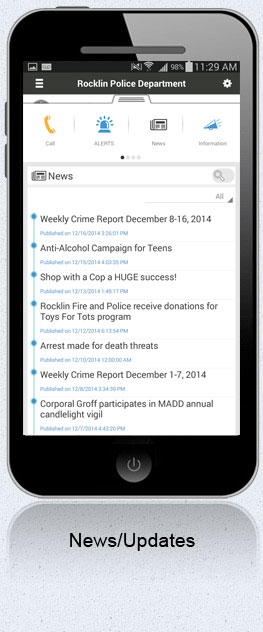 98% 11:29 AM
Rocklin Police Department
Call ALERTS News Information
News
All
Weekly Crime Report December 8-16, 2014
Published on 12/16/2014 3:26:01 PM
Anti-Alcohol Campaign for Teens
Published on 12/15/2014 4:03:35 PM
Shop with a Cop a HUGE success!
Published on 12/13/2014 1:49:17 PM
Rocklin Fire and Police receive donations for
Toys For Tots program
Published on 12/12/2014 6:13:54 PM
Arrest made for death threats
Published on 12/10/2014 12:00:00 AM
Weekly Crime Report December 1-7, 2014
Published on 12/8/2014 3:34:39 PM
Corporal Groff participates in MADD annual
candlelight vigil
Published on 12/7/2014 4:43:20 PM
News/Updates